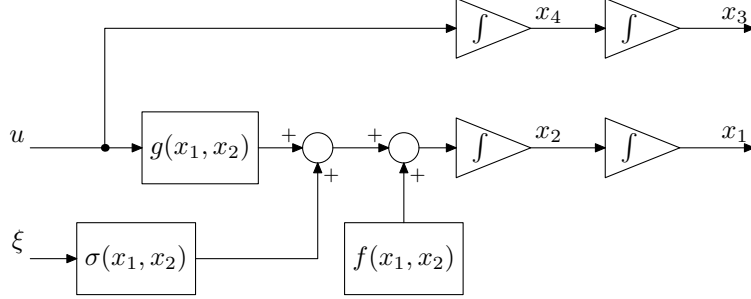 ∫ x₄ ∫ x₃
u g(x₁, x₂) + + ∫ x₂ ∫ x₁
+ +
ξ σ(x₁, x₂) f(x₁, x₂)